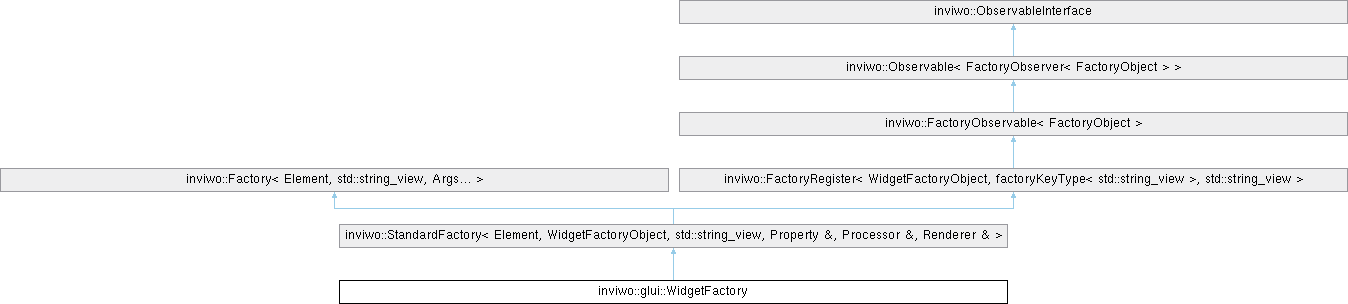 inviwo::ObservableInterface
inviwo::Observable< FactoryObserver< FactoryObject > >
inviwo::FactoryObservable< FactoryObject >
inviwo::Factory< Element, std::string_view, Args... >
inviwo::FactoryRegister< WidgetFactoryObject, factoryKeyType< std::string_view >, std::string_view >
inviwo::StandardFactory< Element, WidgetFactoryObject, std::string_view, Property &, Processor &, Renderer & >
inviwo::glui::WidgetFactory